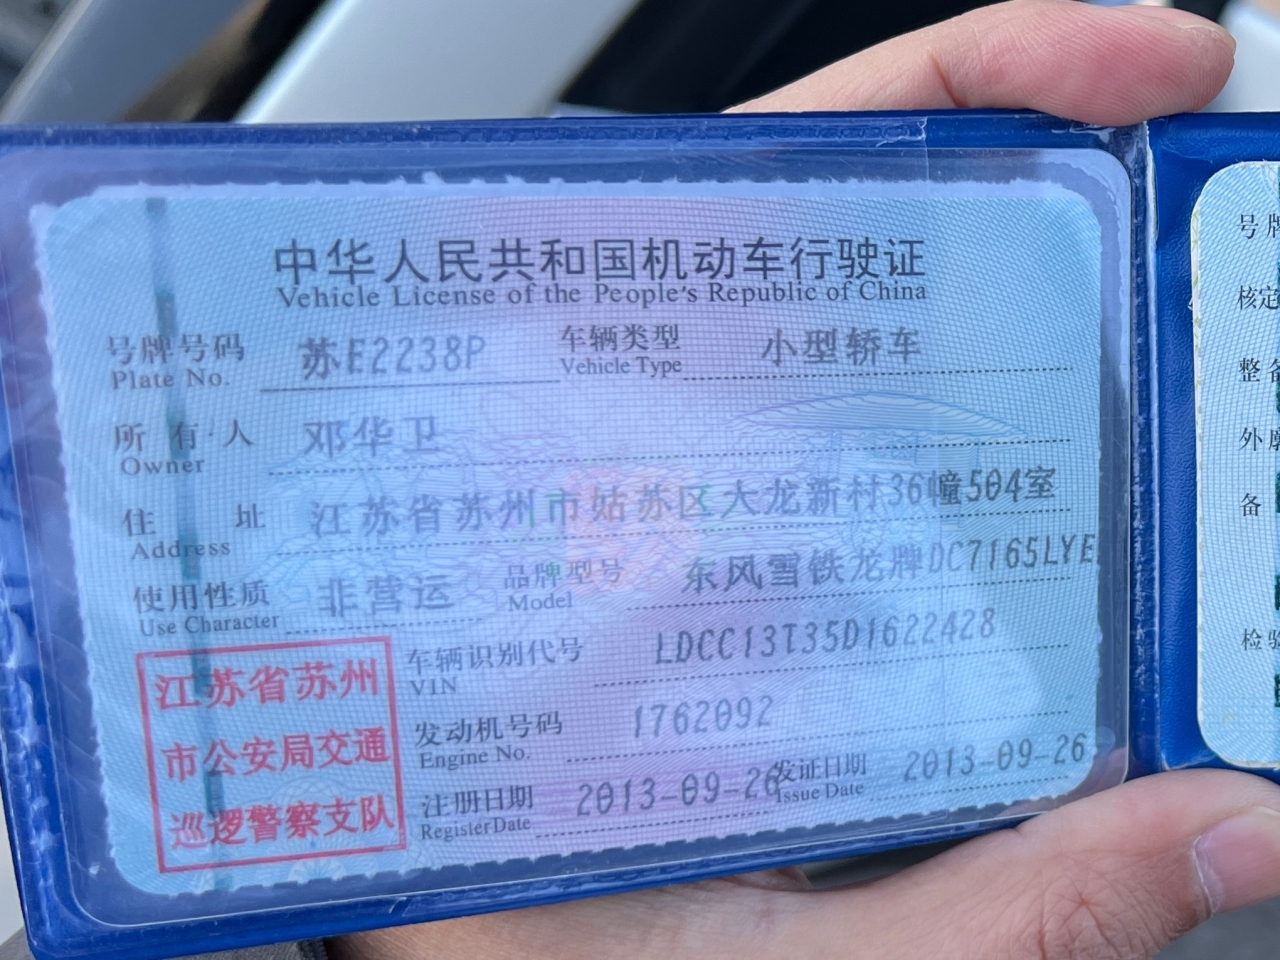 中华人民共和国机动车行驶证
Vehicle License of the People's Republic of China
号牌号码 苏E2238P 车辆类型 小型轿车
Plate No. Vehicle Type
所有人 邓华卫
Owner
住址 江苏省苏州市姑苏区大龙新村36幢504室
Address
使用性质 非营运 品牌型号 东风雪铁龙牌DC7165LYE
Use Character Model
江苏省苏州
市公安局交通
巡逻警察支队
车辆识别代号 LDCC13T35D1622428
VIN
发动机号码 1762092
Engine No.
注册日期 2013-09-26 发证日期 2013-09-26
Register Date Issue Date
号牌
核定
整备
外廓
备
检验